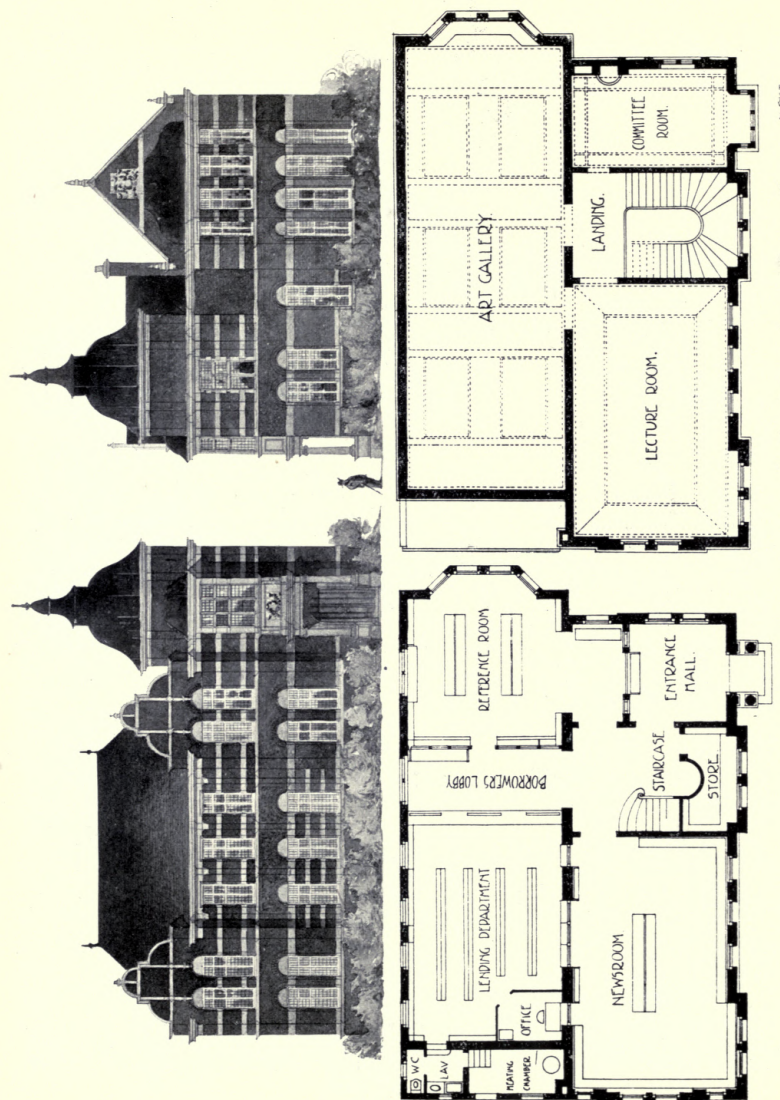 ART GALLERY.
COMMITTEE
ROOM.
LANDING.
LECTURE ROOM.
REFERENCE ROOM
BORROWERS LOBBY
LENDING DEPARTMENT
OFFICE
WC
LAV
HEATING
CHAMBER
ENTRANCE
HALL.
STAIRCASE
STORE
NEWSROOM